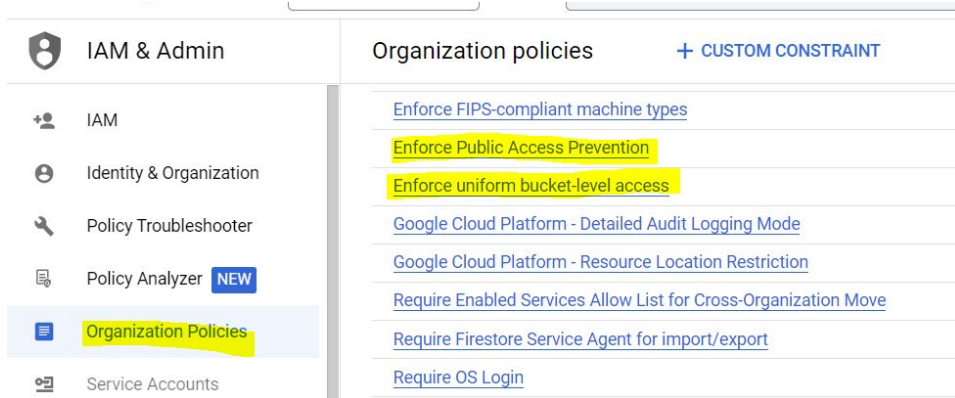 IAM & Admin
Organization policies
+ CUSTOM CONSTRAINT
IAM
Identity & Organization
Policy Troubleshooter
Policy Analyzer NEW
Organization Policies
Service Accounts
Enforce FIPS-compliant machine types
Enforce Public Access Prevention
Enforce uniform bucket-level access
Google Cloud Platform - Detailed Audit Logging Mode
Google Cloud Platform - Resource Location Restriction
Require Enabled Services Allow List for Cross-Organization Move
Require Firestore Service Agent for import/export
Require OS Login